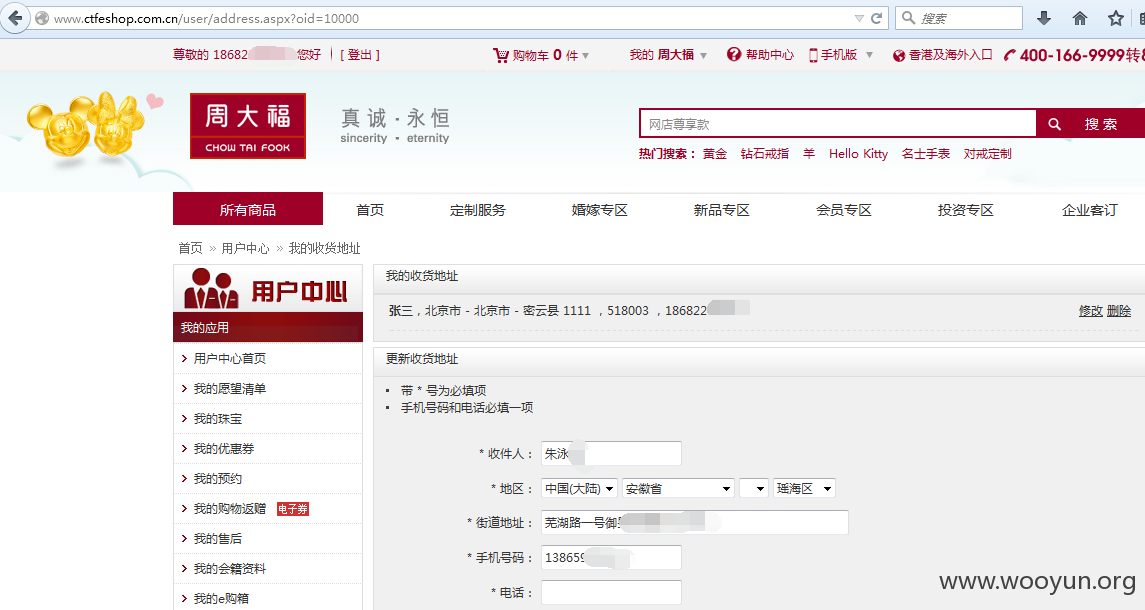 www.ctfeshop.com.cn/user/address.aspx?oid=10000
搜索
尊敬的 18682 您好 [ 登出 ] 购物车 0 件 我的 周大福 帮助中心 手机版 香港及海外入口 400-166-9999转
周大福
CHOW TAI FOOK
真诚·永恒
sincerity · eternity
网店尊享款 搜 索
热门搜索： 黄金 钻石戒指 羊 Hello Kitty 名士手表 对戒定制
所有商品 首页 定制服务 婚嫁专区 新品专区 会员专区 投资专区 企业客订
首页 » 用户中心 » 我的收货地址
用户中心
我的应用
用户中心首页
我的愿望清单
我的珠宝
我的优惠券
我的预约
我的购物返赠 电子券
我的售后
我的会籍资料
我的e购箱
我的收货地址
张三，北京市 - 北京市 - 密云县 1111 ，518003 ，186822
修改 删除
更新收货地址
▪ 带 * 号为必填项
▪ 手机号码和电话必填一项
* 收件人： 朱泳
* 地区： 中国(大陆) 安徽省 瑶海区
* 街道地址： 芜湖路一号御
* 手机号码： 13865
* 电话：
www.wooyun.org